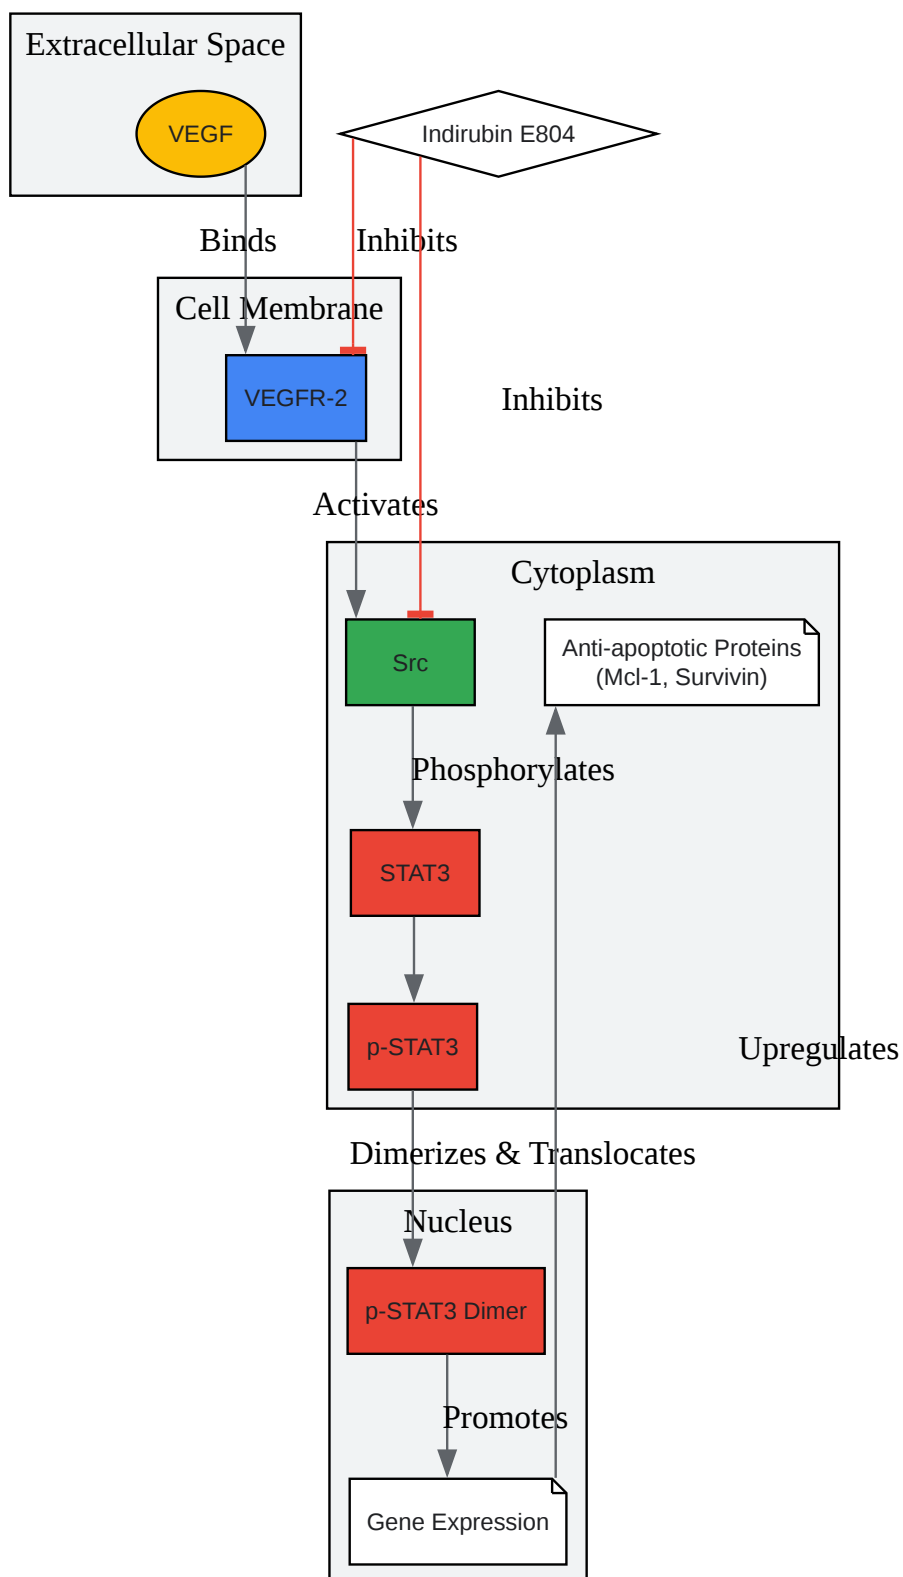 Extracellular Space
VEGF
Indirubin E804
Binds
Inhibits
Cell Membrane
VEGFR-2
Inhibits
Activates
Cytoplasm
Src
Anti-apoptotic Proteins
(Mcl-1, Survivin)
Phosphorylates
STAT3
p-STAT3
Upregulates
Dimerizes & Translocates
Nucleus
p-STAT3 Dimer
Promotes
Gene Expression